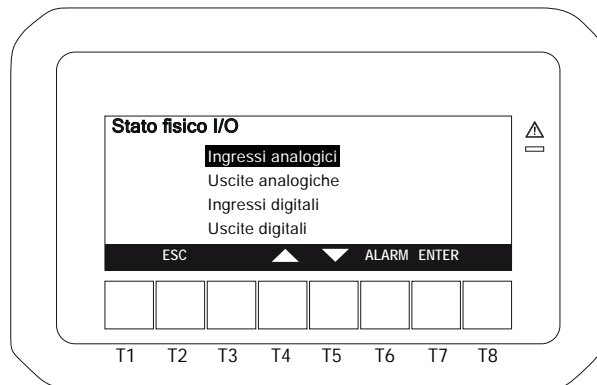 Stato fisico I/O
Ingressi analogici
Uscite analogiche
Ingressi digitali
Uscite digitali
ESC ALARM ENTER
T1 T2 T3 T4 T5 T6 T7 T8